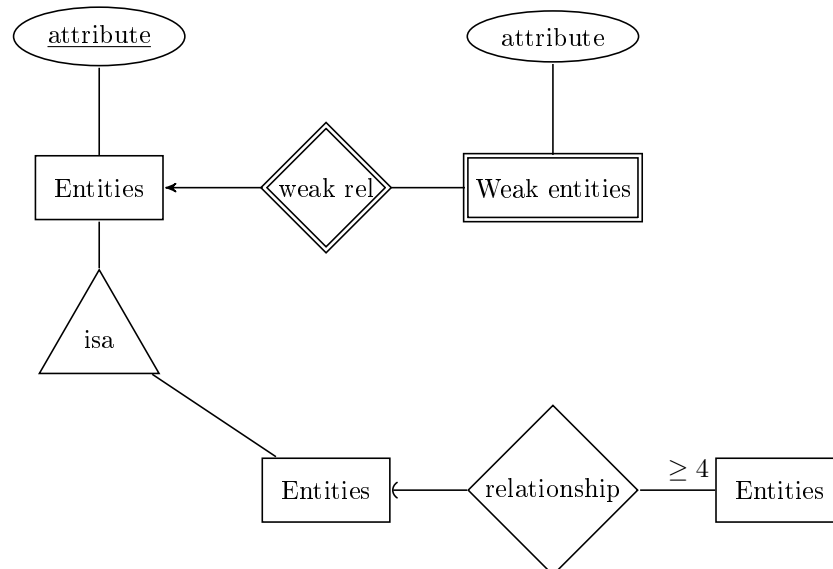 attribute
attribute
Entities
weak rel
Weak entities
isa
Entities
relationship
≥ 4
Entities